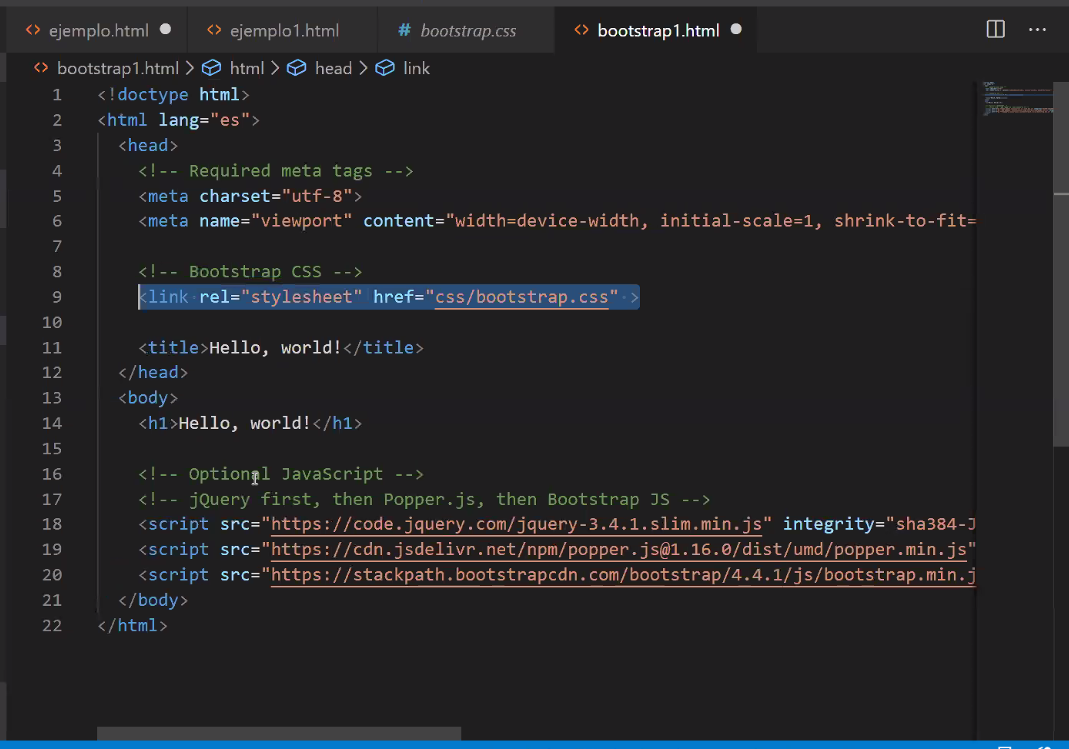 ejemplo.html
ejemplo1.html
# bootstrap.css
bootstrap1.html
bootstrap1.html > html > head > link
1 <!doctype html>
2 <html lang="es">
3 <head>
4 <!-- Required meta tags -->
5 <meta charset="utf-8">
6 <meta name="viewport" content="width=device-width, initial-scale=1, shrink-to-fit=
7
8 <!-- Bootstrap CSS -->
9 <link rel="stylesheet" href="css/bootstrap.css" >
10
11 <title>Hello, world!</title>
12 </head>
13 <body>
14 <h1>Hello, world!</h1>
15
16 <!-- Optional JavaScript -->
17 <!-- jQuery first, then Popper.js, then Bootstrap JS -->
18 <script src="https://code.jquery.com/jquery-3.4.1.slim.min.js" integrity="sha384-J
19 <script src="https://cdn.jsdelivr.net/npm/popper.js@1.16.0/dist/umd/popper.min.js"
20 <script src="https://stackpath.bootstrapcdn.com/bootstrap/4.4.1/js/bootstrap.min.j
21 </body>
22 </html>